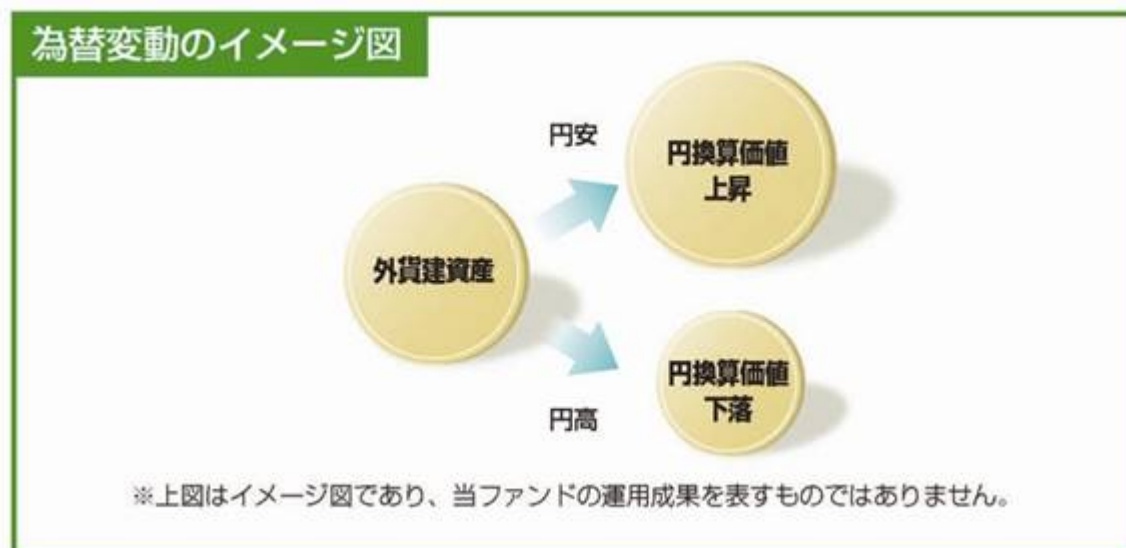 為替変動のイメージ図
円安
円換算価値
上昇
外貨建資産
円換算価値
下落
円高
※上図はイメージ図であり、当ファンドの運用成果を表すものではありません。